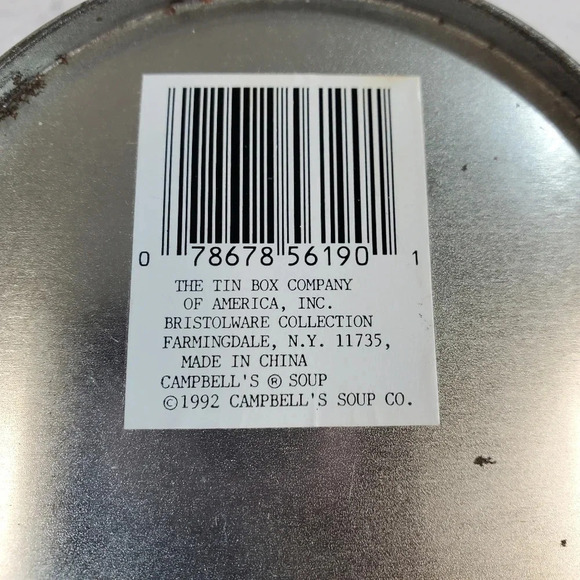 0 78678 56190 1
THE TIN BOX COMPANY
OF AMERICA, INC.
BRISTOLWARE COLLECTION
FARMINGDALE, N.Y. 11735,
MADE IN CHINA
CAMPBELL'S ® SOUP
©1992 CAMPBELL'S SOUP CO.